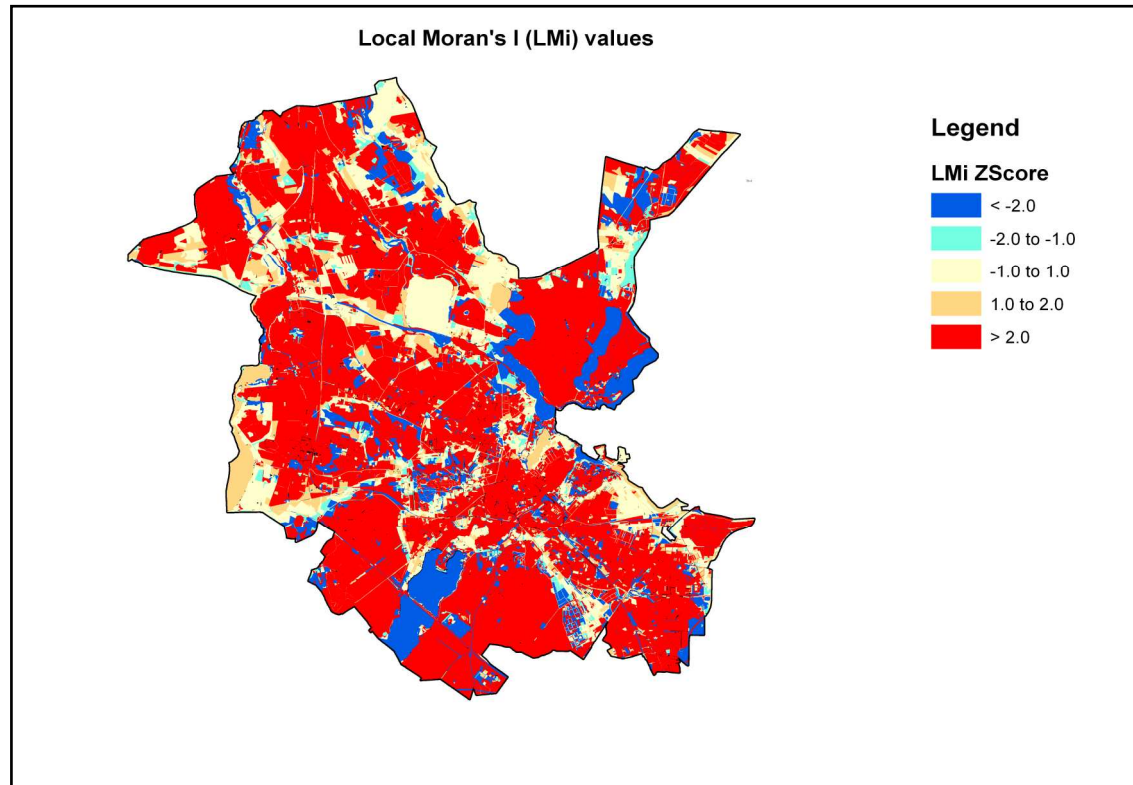 Local Moran's I (LMi) values
Legend
LMi ZScore
< -2.0
-2.0 to -1.0
-1.0 to 1.0
1.0 to 2.0
> 2.0